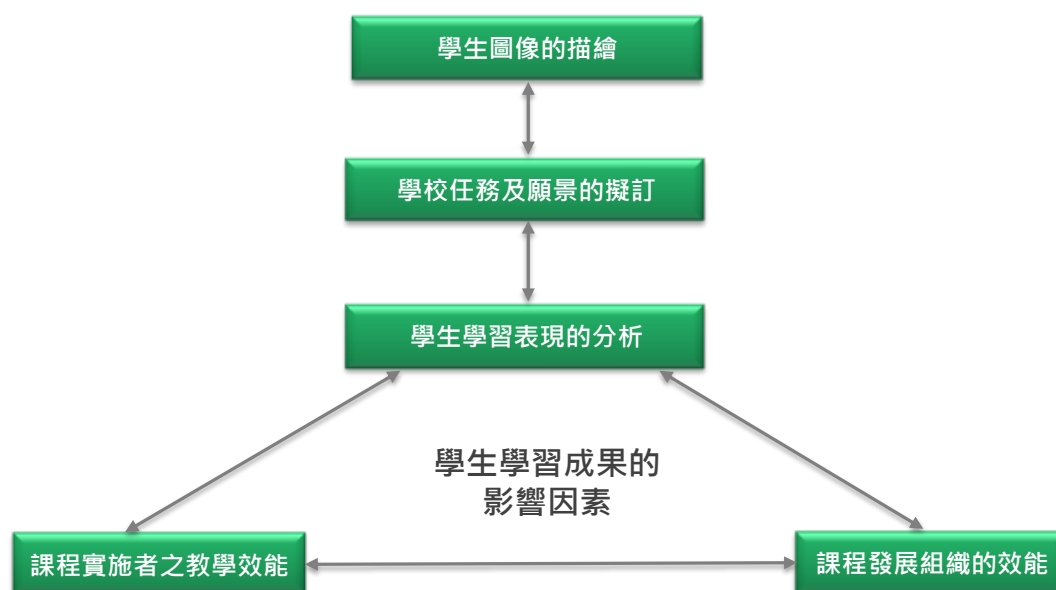 學生圖像的描繪
學校任務及願景的擬訂
學生學習表現的分析
學生學習成果的
影響因素
課程實施者之教學效能
課程發展組織的效能